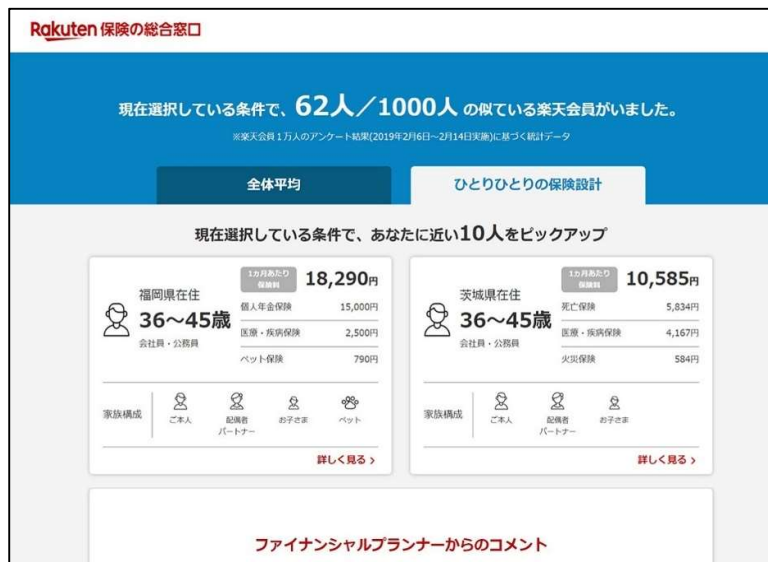 Rakuten 保険の総合窓口
現在選択している条件で、62人／1000人 の似ている楽天会員がいました。
※楽天会員1万人のアンケート結果(2019年2月6日～2月14日実施)に基づく統計データ
全体平均
ひとりひとりの保険設計
現在選択している条件で、あなたに近い10人をピックアップ
福岡県在住
36～45歳
会社員・公務員
1カ月あたり
保険料
18,290円
個人年金保険 15,000円
医療・疾病保険 2,500円
ペット保険 790円
家族構成
ご本人
配偶者
パートナー
お子さま
ペット
詳しく見る ›
茨城県在住
36～45歳
会社員・公務員
1カ月あたり
保険料
10,585円
死亡保険 5,834円
医療・疾病保険 4,167円
火災保険 584円
家族構成
ご本人
配偶者
パートナー
お子さま
詳しく見る ›
ファイナンシャルプランナーからのコメント